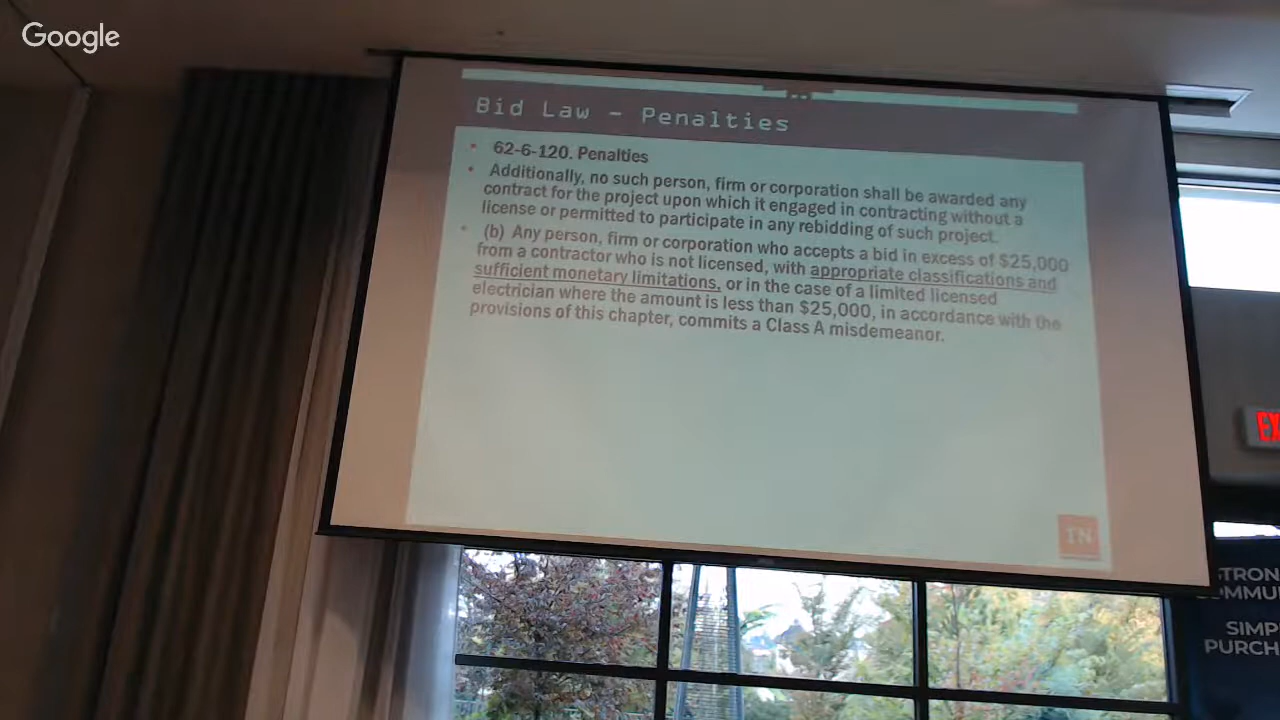 Google
Bid Law – Penalties
• 62-6-120. Penalties
• Additionally, no such person, firm or corporation shall be awarded any
contract for the project upon which it engaged in contracting without a
license or permitted to participate in any rebidding of such project.
• (b) Any person, firm or corporation who accepts a bid in excess of $25,000
from a contractor who is not licensed, with appropriate classifications and
sufficient monetary limitations, or in the case of a limited licensed
electrician where the amount is less than $25,000, in accordance with the
provisions of this chapter, commits a Class A misdemeanor.
TN
EX
STRON
OMMU
SIMP
PURCH